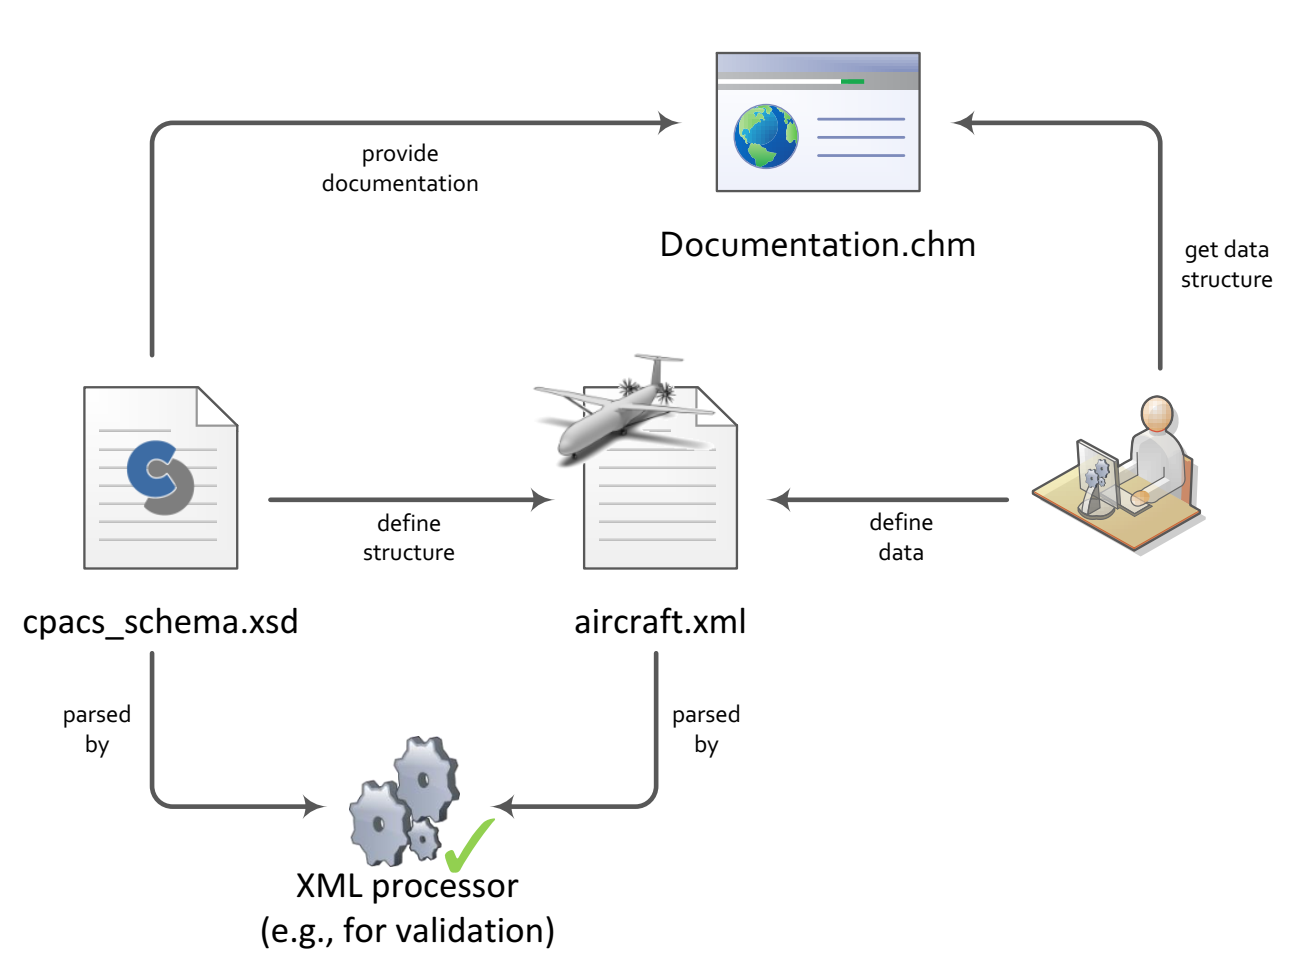 provide
documentation
Documentation.chm
get data
structure
define
structure
define
data
cpacs_schema.xsd
aircraft.xml
parsed
by
parsed
by
XML processor
(e.g., for validation)